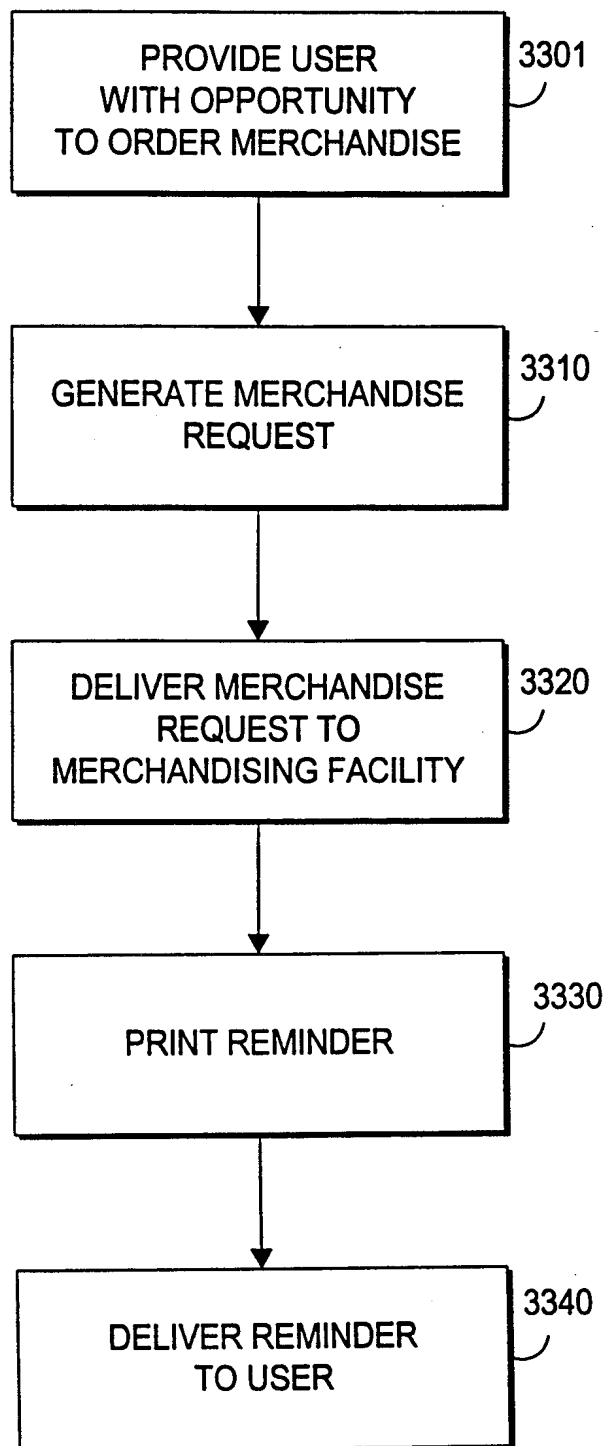 PROVIDE USER
WITH OPPORTUNITY
TO ORDER MERCHANDISE
3301
GENERATE MERCHANDISE
REQUEST
3310
DELIVER MERCHANDISE
REQUEST TO
MERCHANDISING FACILITY
3320
PRINT REMINDER
3330
DELIVER REMINDER
TO USER
3340